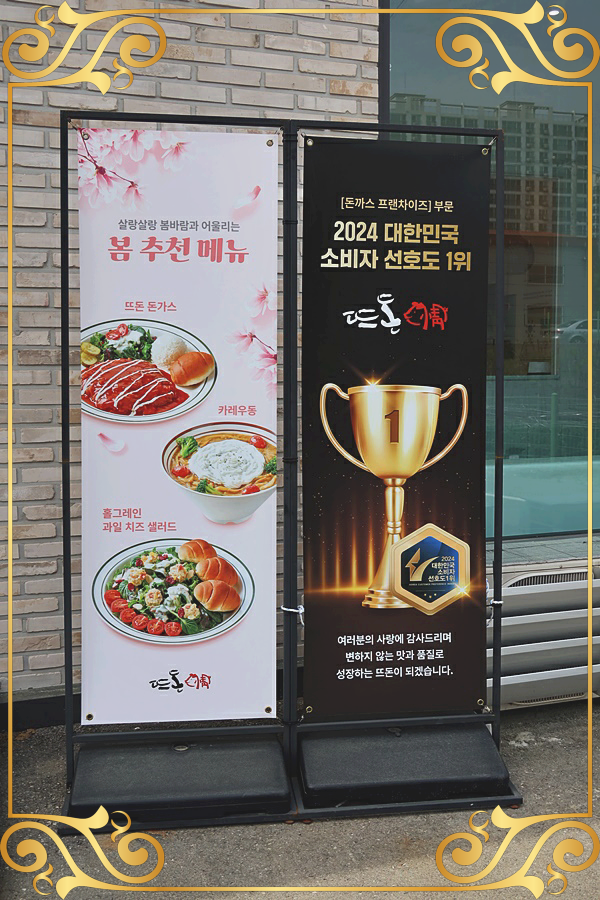 살랑살랑 봄바람과 어울리는
봄 추천 메뉴
뜨돈 돈가스
카레우동
홀그레인
과일 치즈 샐러드
뜨돈
[돈까스 프랜차이즈] 부문
2024 대한민국
소비자 선호도 1위
뜨돈
1
2024
대한민국
소비자
선호도1위
여러분의 사랑에 감사드리며
변하지 않는 맛과 품질로
성장하는 뜨돈이 되겠습니다.